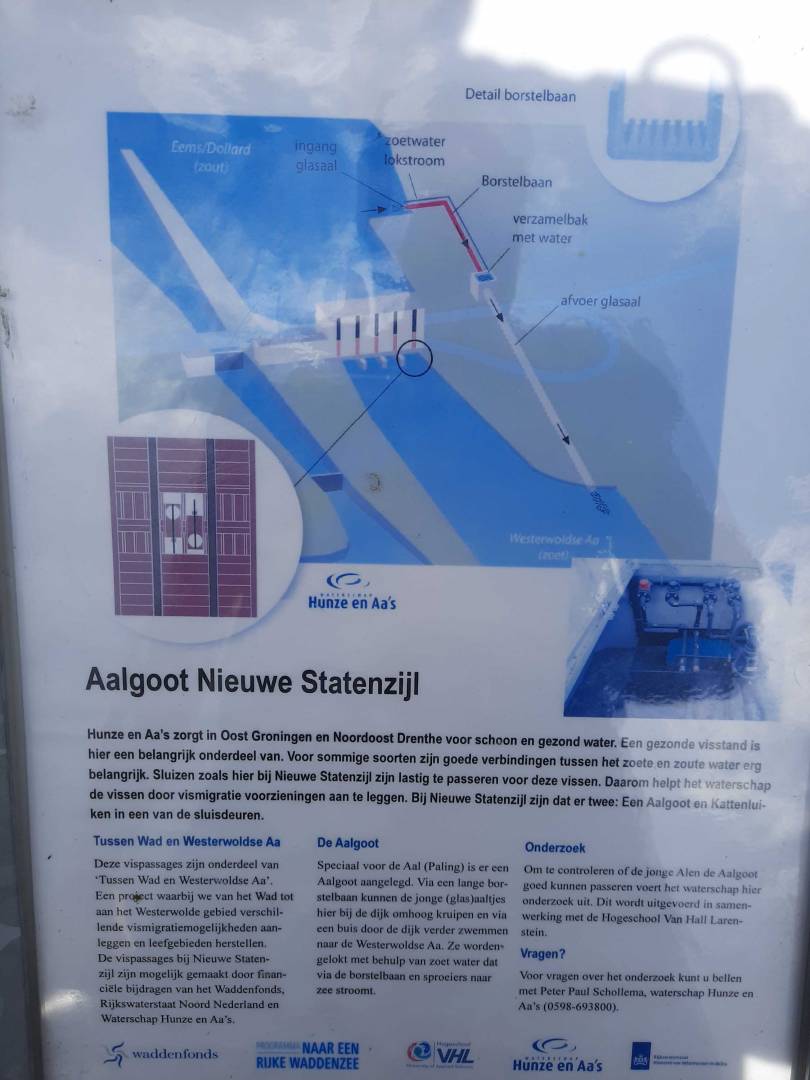 Detail borstelbaan
Eems/Dollard
(zout)
ingang
glasaal
zoetwater
lokstroom
Borstelbaan
verzamelbak
met water
afvoer glasaal
Westerwoldse Aa
(zoet)
WATERSCHAP
Hunze en Aa's
Aalgoot Nieuwe Statenzijl
Hunze en Aa's zorgt in Oost Groningen en Noordoost Drenthe voor schoon en gezond water. Een gezonde visstand is
hier een belangrijk onderdeel van. Voor sommige soorten zijn goede verbindingen tussen het zoete en zoute water erg
belangrijk. Sluizen zoals hier bij Nieuwe Statenzijl zijn lastig te passeren voor deze vissen. Daarom helpt het waterschap
de vissen door vismigratie voorzieningen aan te leggen. Bij Nieuwe Statenzijl zijn dat er twee: Een Aalgoot en Kattenlui-
ken in een van de sluisdeuren.
Tussen Wad en Westerwoldse Aa
Deze vispassages zijn onderdeel van
'Tussen Wad en Westerwoldse Aa'.
Een project waarbij we van het Wad tot
aan het Westerwolde gebied verschil-
lende vismigratiemogelijkheden aan-
leggen en leefgebieden herstellen.
De vispassages bij Nieuwe Staten-
zijl zijn mogelijk gemaakt door finan-
ciële bijdragen van het Waddenfonds,
Rijkswaterstaat Noord Nederland en
Waterschap Hunze en Aa's.
De Aalgoot
Speciaal voor de Aal (Paling) is er een
Aalgoot aangelegd. Via een lange bor-
stelbaan kunnen de jonge (glas)aaltjes
hier bij de dijk omhoog kruipen en via
een buis door de dijk verder zwemmen
naar de Westerwoldse Aa. Ze worden
gelokt met behulp van zoet water dat
via de borstelbaan en sproeiers naar
zee stroomt.
Onderzoek
Om te controleren of de jonge Alen de Aalgoot
goed kunnen passeren voert het waterschap hier
onderzoek uit. Dit wordt uitgevoerd in samen-
werking met de Hogeschool Van Hall Laren-
stein.
Vragen?
Voor vragen over het onderzoek kunt u bellen
met Peter Paul Schollema, waterschap Hunze en
Aa's (0598-693800).
waddenfonds
PROGRAMMA NAAR EEN
RIJKE WADDENZEE
Hogeschool
VHL
University of Applied Sciences
WATERSCHAP
Hunze en Aa's
Rijkswaterstaat